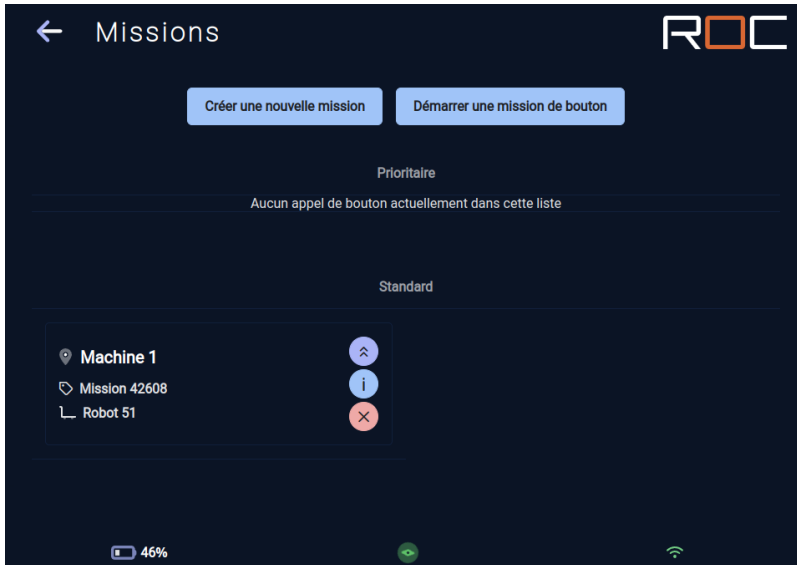 Missions
ROC
Créer une nouvelle mission
Démarrer une mission de bouton
Prioritaire
Aucun appel de bouton actuellement dans cette liste
Standard
Machine 1
Mission 42608
i
Robot 51
46%